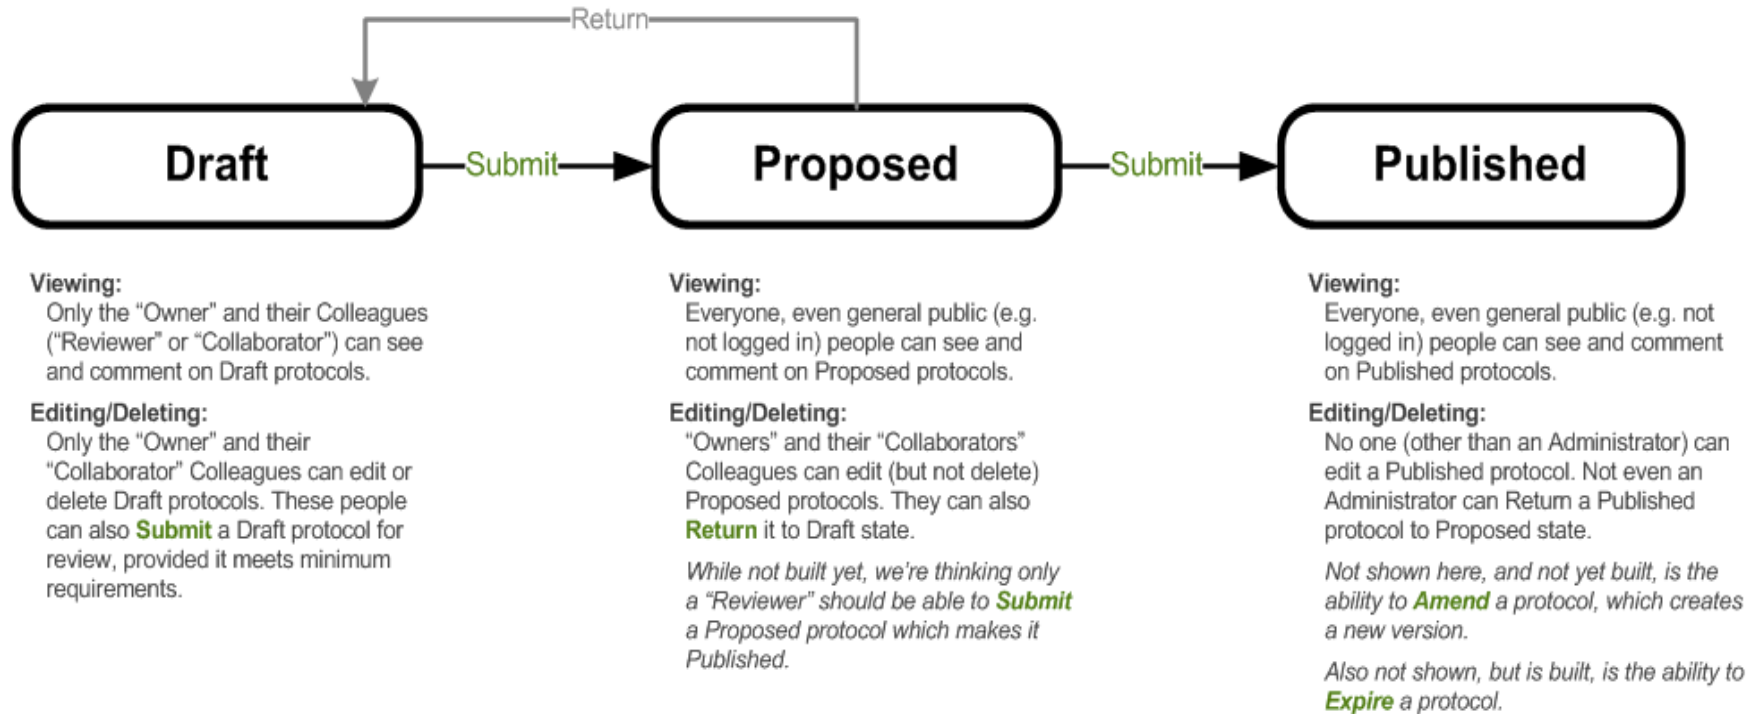 Return
Draft
Submit
Proposed
Submit
Published
Viewing:
Only the “Owner” and their Colleagues
(“Reviewer” or “Collaborator”) can see
and comment on Draft protocols.
Editing/Deleting:
Only the “Owner” and their
“Collaborator” Colleagues can edit or
delete Draft protocols. These people
can also Submit a Draft protocol for
review, provided it meets minimum
requirements.
Viewing:
Everyone, even general public (e.g.
not logged in) people can see and
comment on Proposed protocols.
Editing/Deleting:
“Owners” and their “Collaborators”
Colleagues can edit (but not delete)
Proposed protocols. They can also
Return it to Draft state.
While not built yet, we’re thinking only
a “Reviewer” should be able to Submit
a Proposed protocol which makes it
Published.
Viewing:
Everyone, even general public (e.g. not
logged in) people can see and comment
on Published protocols.
Editing/Deleting:
No one (other than an Administrator) can
edit a Published protocol. Not even an
Administrator can Return a Published
protocol to Proposed state.
Not shown here, and not yet built, is the
ability to Amend a protocol, which creates
a new version.
Also not shown, but is built, is the ability to
Expire a protocol.